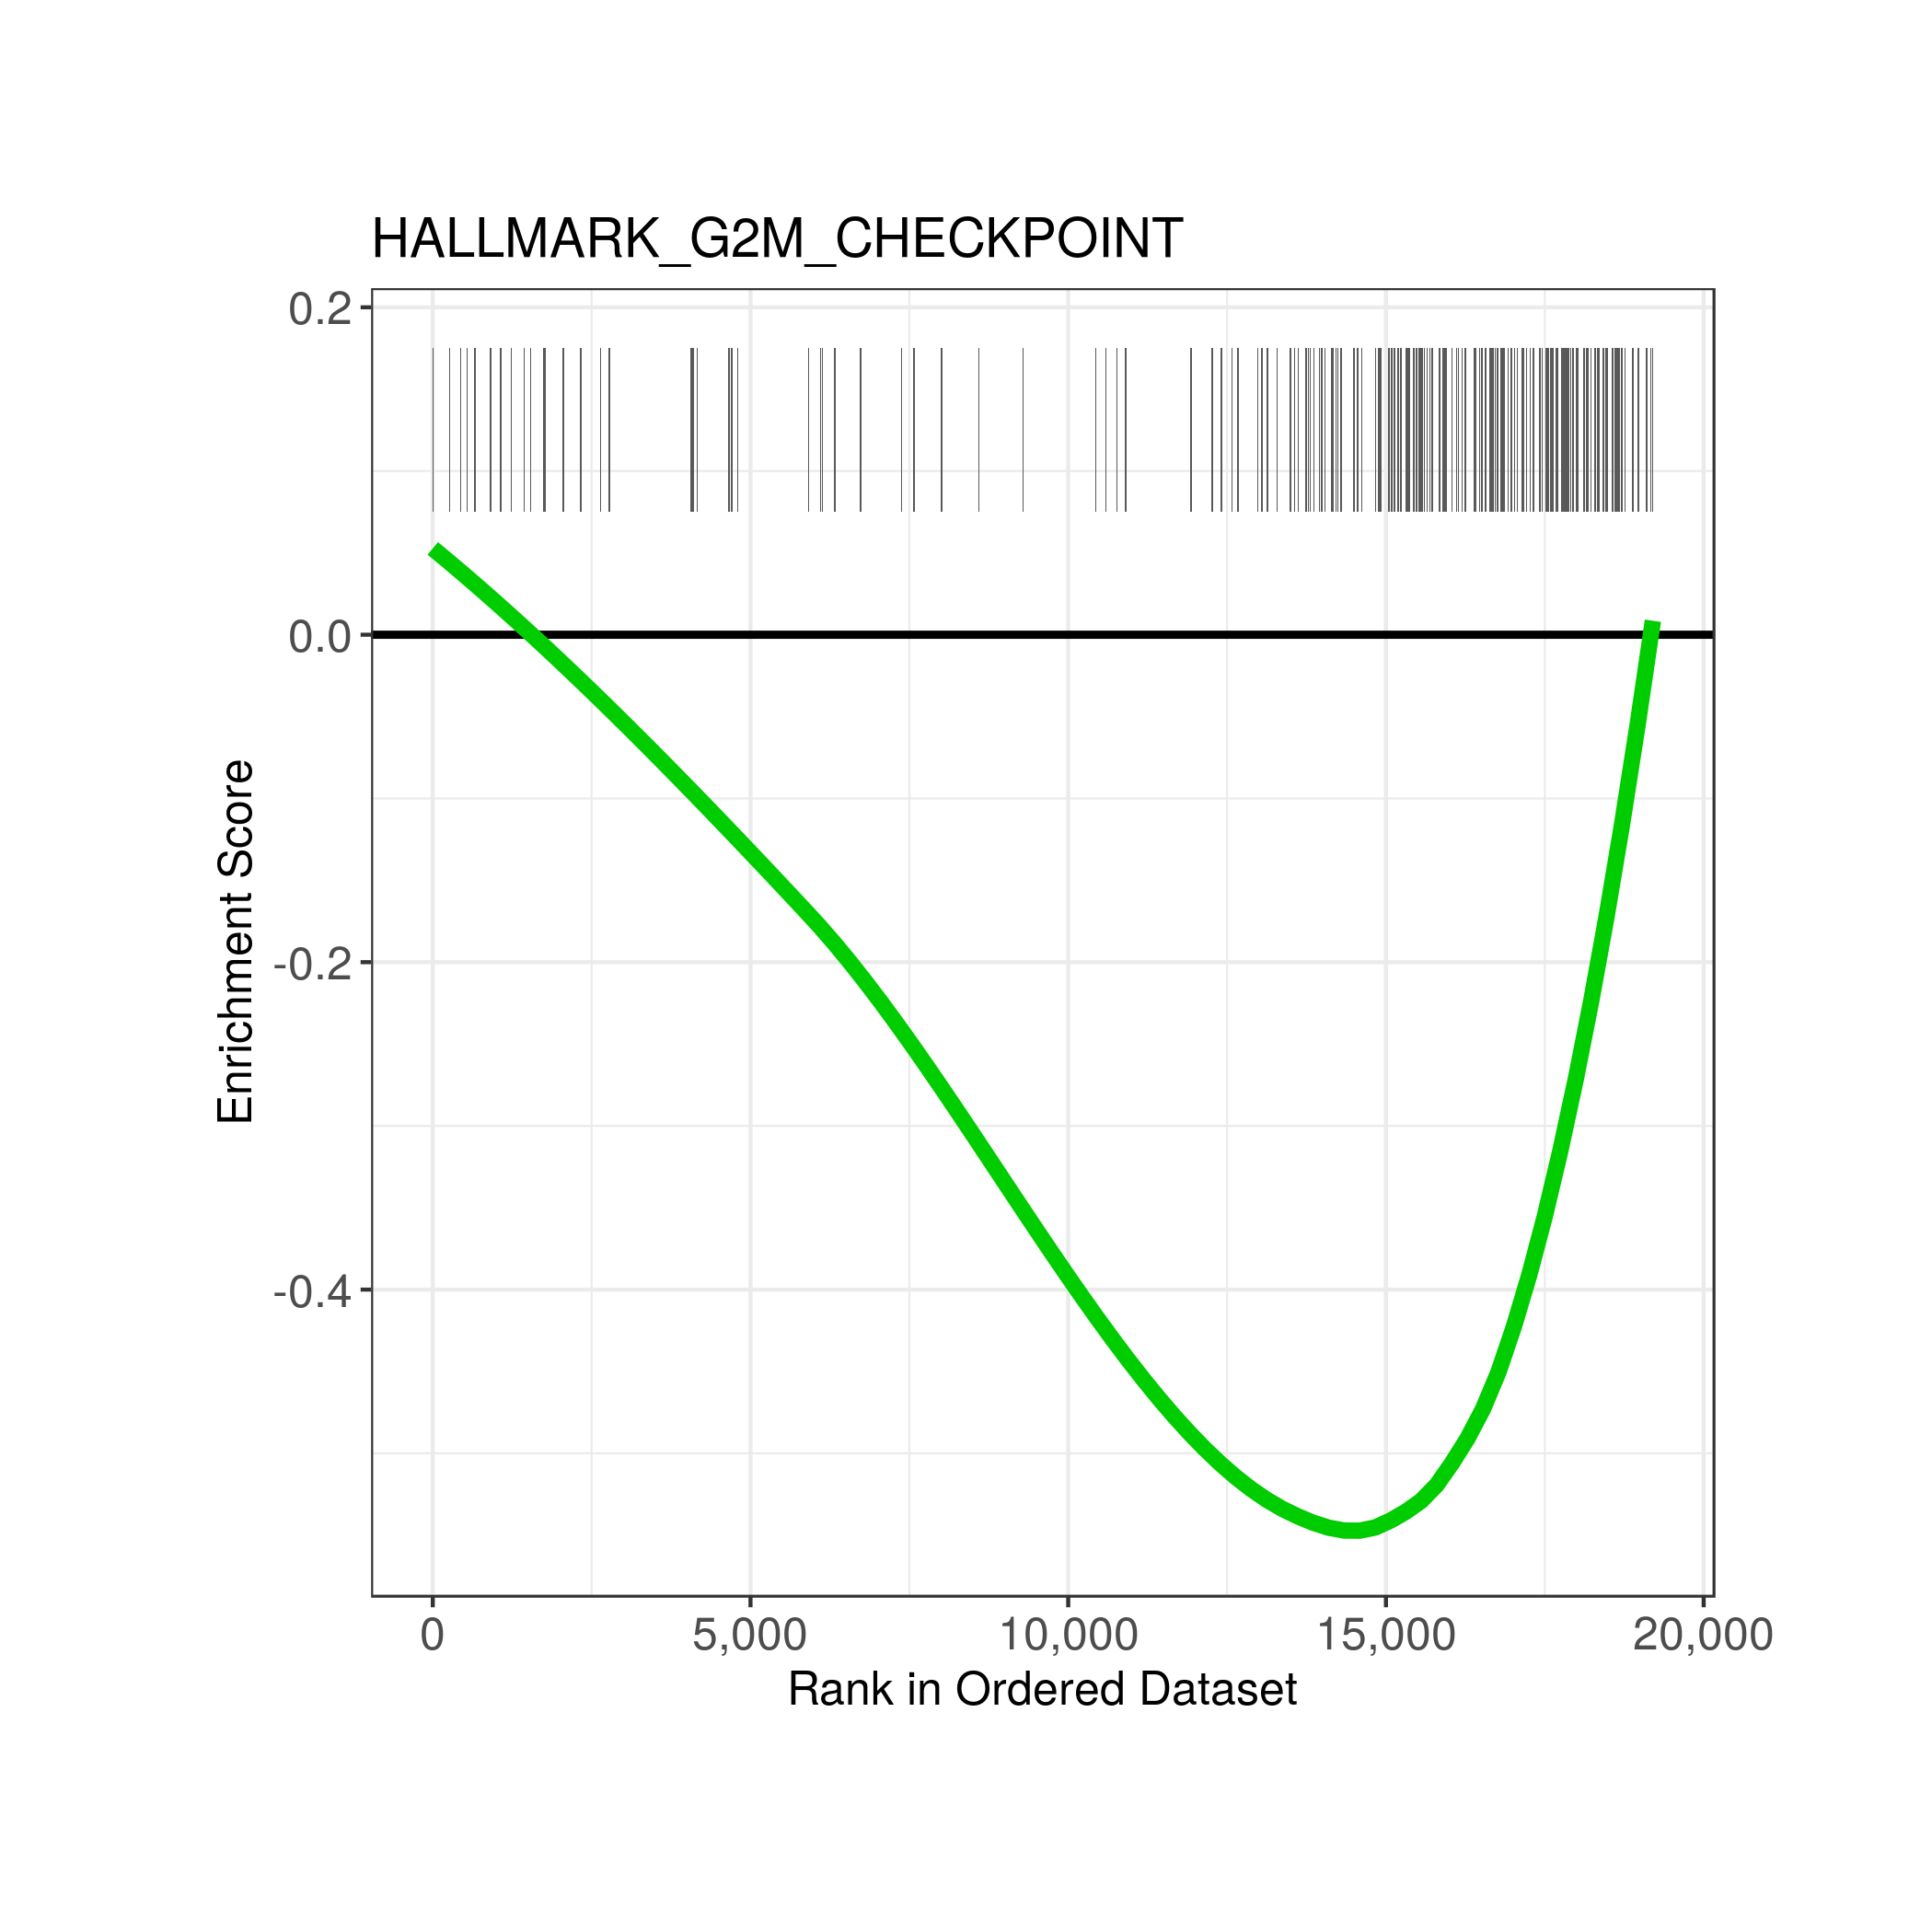 HALLMARK_G2M_CHECKPOINT
0.2
0.0
-0.2
-0.4
Enrichment Score
0 5,000 10,000 15,000 20,000
Rank in Ordered Dataset